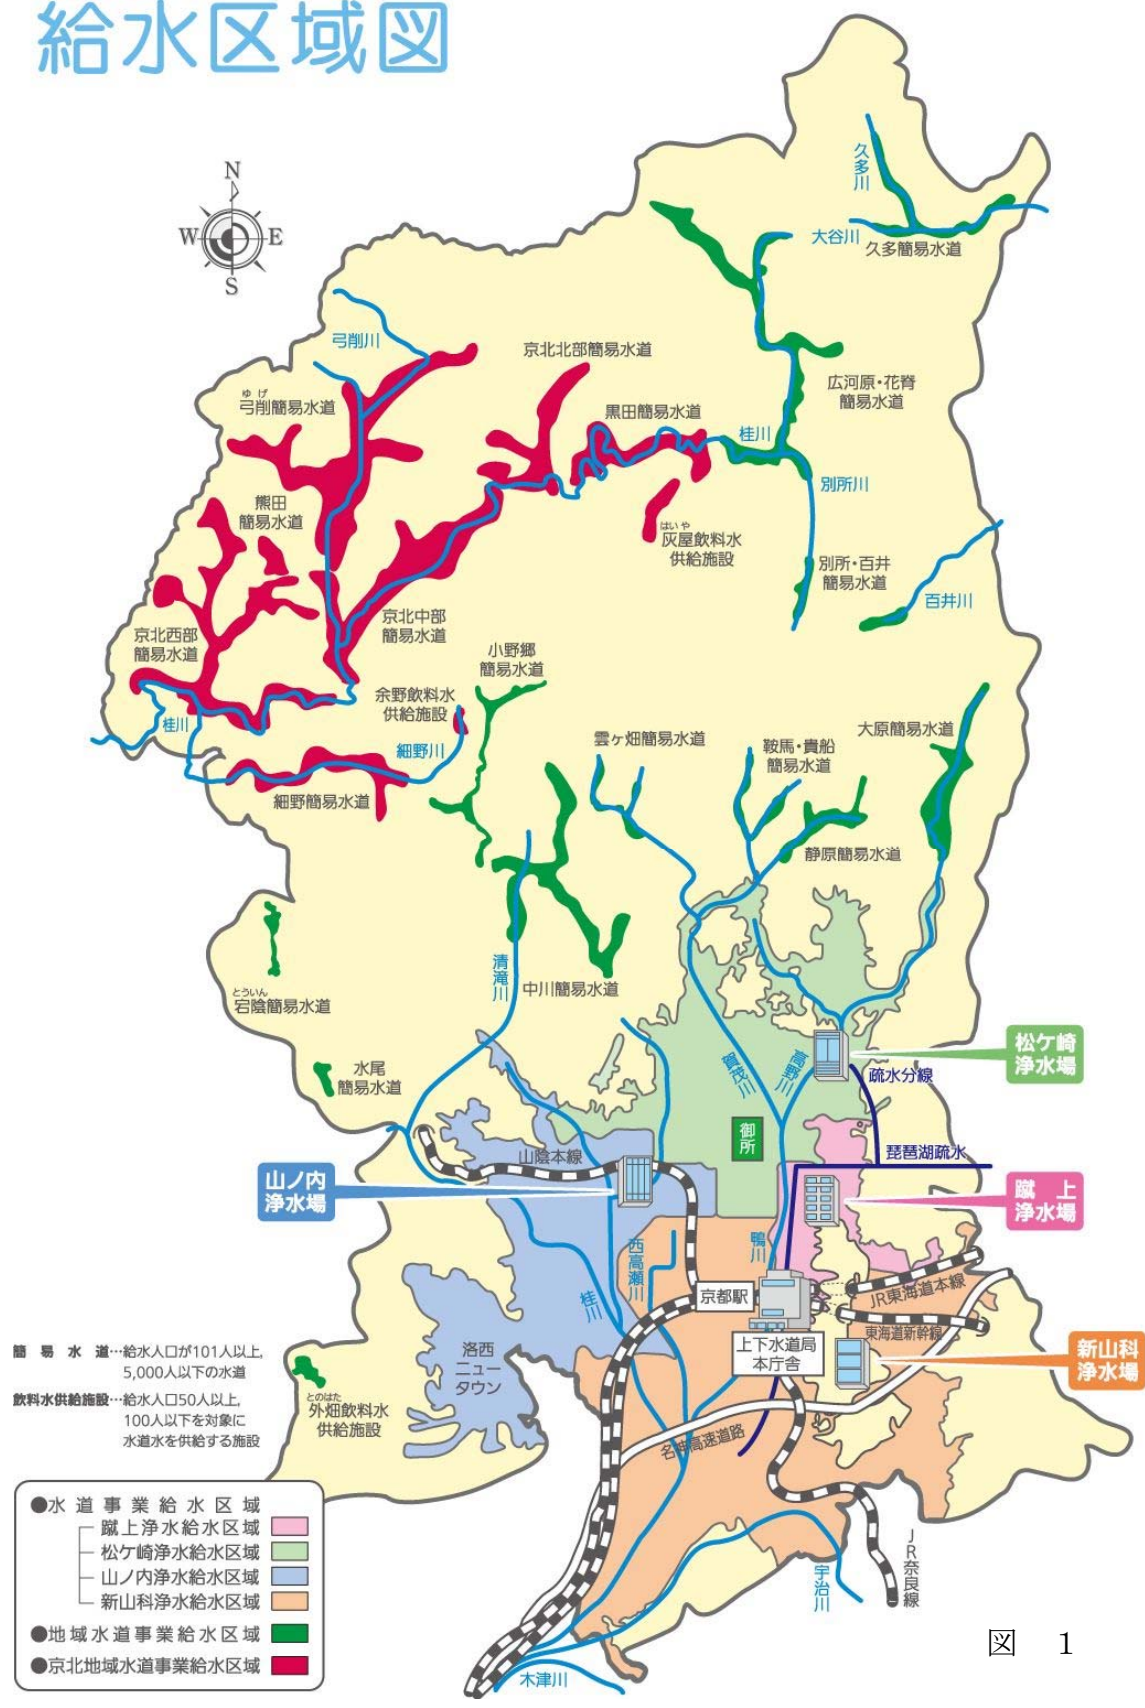 給水区域図
N
W
E
S
久多川
大谷川
久多簡易水道
弓削川
京北北部簡易水道
広河原・花脊
簡易水道
ゆげ
弓削簡易水道
黒田簡易水道
桂川
別所川
熊田
簡易水道
はいや
灰屋飲料水
供給施設
別所・百井
簡易水道
百井川
京北中部
簡易水道
京北西部
簡易水道
小野郷
簡易水道
余野飲料水
供給施設
桂川
細野川
雲ヶ畑簡易水道
鞍馬・貴船
簡易水道
大原簡易水道
細野簡易水道
静原簡易水道
清滝川
中川簡易水道
とういん
宕陰簡易水道
水尾
簡易水道
賀茂川
高野川
松ケ崎
浄水場
疏水分線
御所
琵琶湖疏水
山陰本線
山ノ内
浄水場
蹴上
浄水場
西高瀬川
鴨川
桂川
京都駅
JR東海道本線
東海道新幹線
上下水道局
本庁舎
新山科
浄水場
洛西
ニュー
タウン
簡易水道…給水人口が101人以上,
5,000人以下の水道
飲料水供給施設…給水人口50人以上,
100人以下を対象に
水道水を供給する施設
とのはた
外畑飲料水
供給施設
名神高速道路
●水道事業給水区域
蹴上浄水給水区域
松ケ崎浄水給水区域
山ノ内浄水給水区域
新山科浄水給水区域
●地域水道事業給水区域
●京北地域水道事業給水区域
JR奈良線
宇治川
木津川
図 1